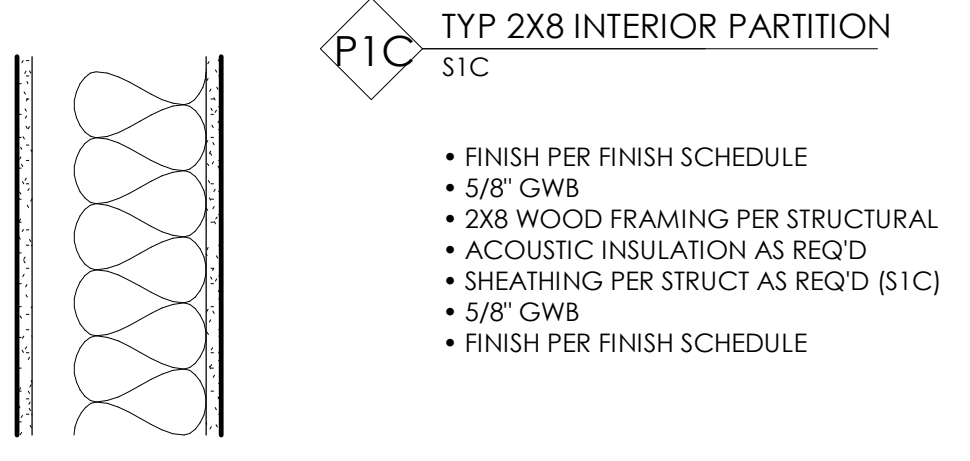 P1C
TYP 2X8 INTERIOR PARTITION
S1C
• FINISH PER FINISH SCHEDULE
• 5/8" GWB
• 2X8 WOOD FRAMING PER STRUCTURAL
• ACOUSTIC INSULATION AS REQ'D
• SHEATHING PER STRUCT AS REQ'D (S1C)
• 5/8" GWB
• FINISH PER FINISH SCHEDULE